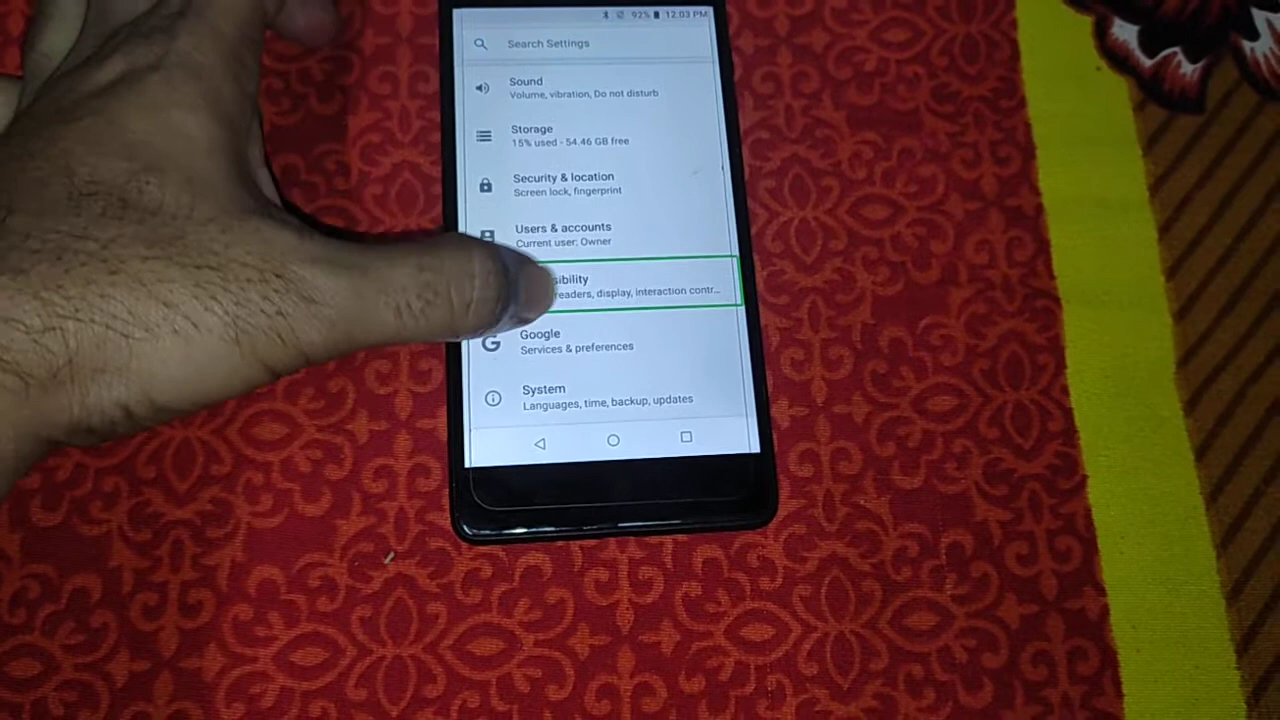 92% 12:03 PM
Search Settings
Sound
Volume, vibration, Do not disturb
Storage
15% used - 54.46 GB free
Security & location
Screen lock, fingerprint
Users & accounts
Current user: Owner
sibility
readers, display, interaction contr...
Google
Services & preferences
System
Languages, time, backup, updates